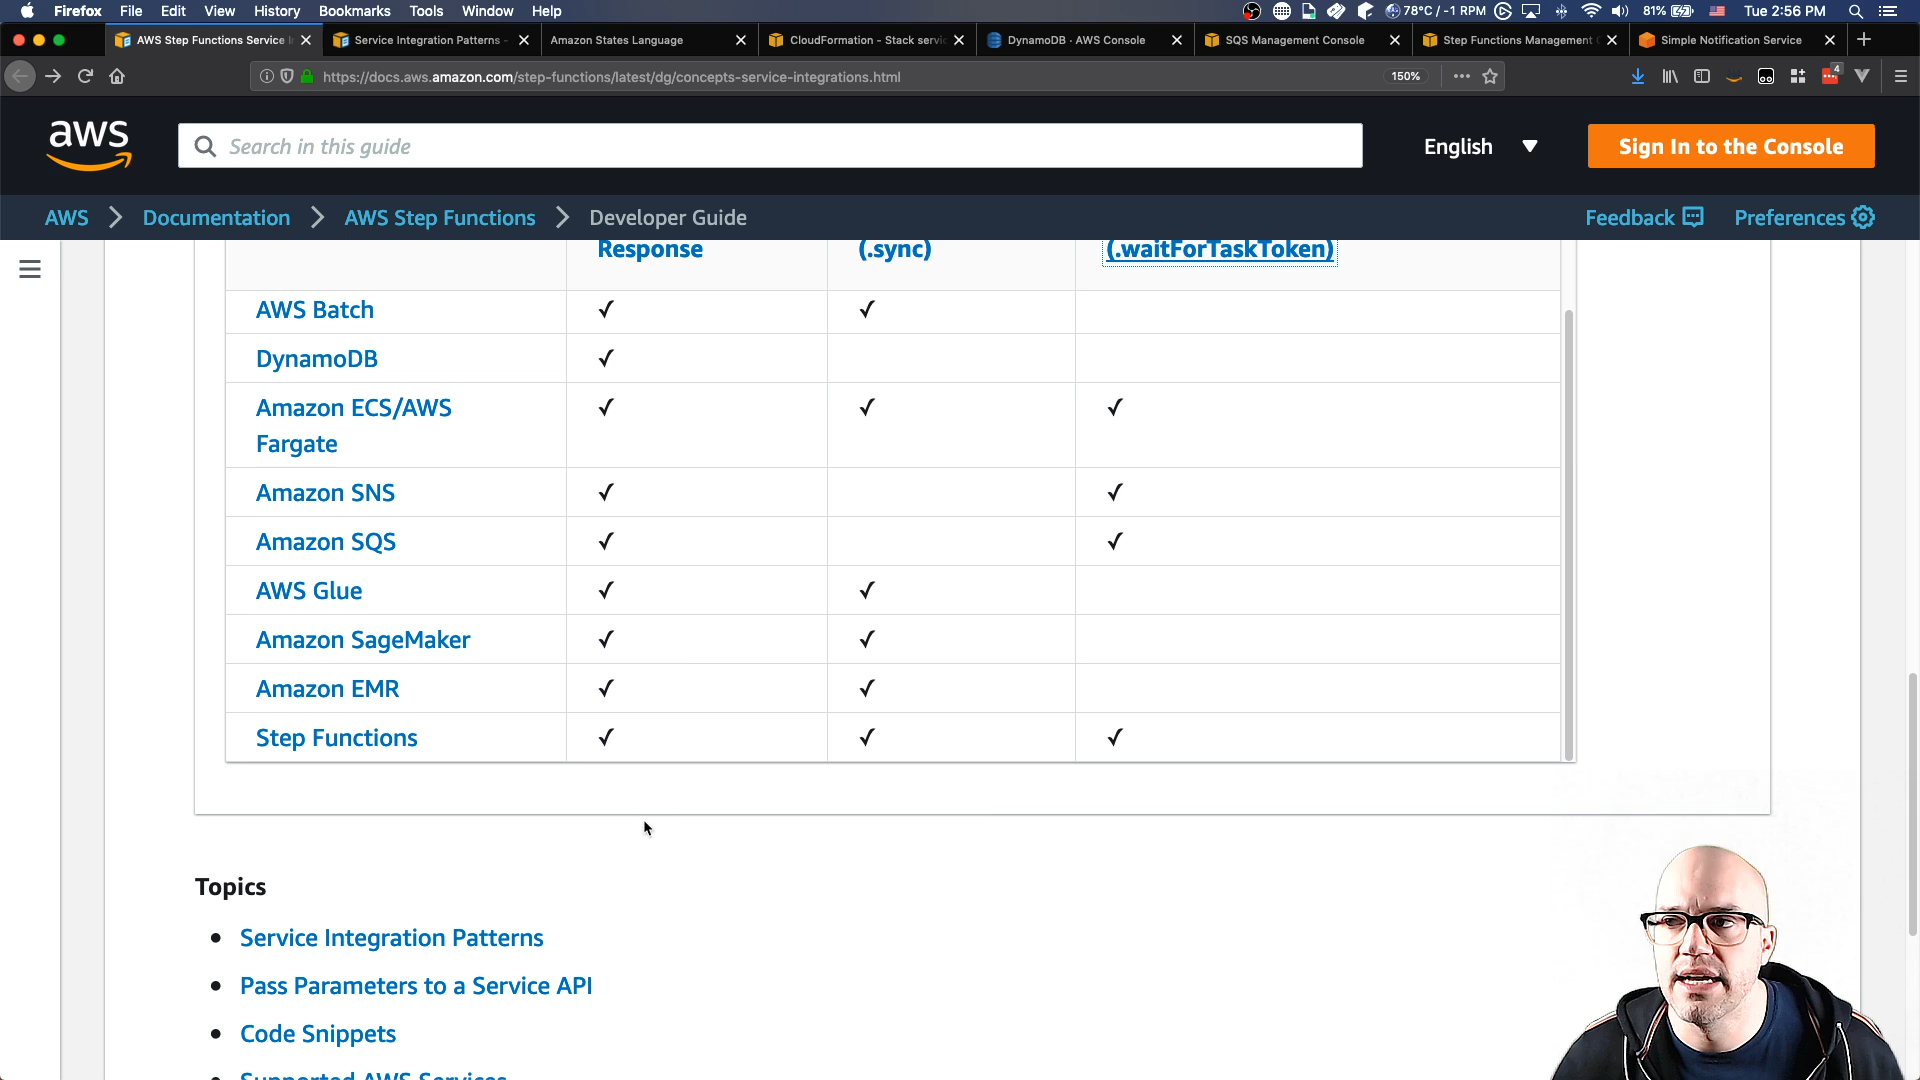 Firefox File Edit View History Bookmarks Tools Window Help 78°C / -1 RPM 81% Tue 2:56 PM
AWS Step Functions Service I Service Integration Patterns - Amazon States Language CloudFormation - Stack servic DynamoDB · AWS Console SQS Management Console Step Functions Management C Simple Notification Service
https://docs.aws.amazon.com/step-functions/latest/dg/concepts-service-integrations.html 150% 4
aws Search in this guide English Sign In to the Console
AWS Documentation AWS Step Functions Developer Guide Feedback Preferences
Response (.sync) (.waitForTaskToken)
AWS Batch ✓ ✓
DynamoDB ✓
Amazon ECS/AWS ✓ ✓ ✓
Fargate
Amazon SNS ✓ ✓
Amazon SQS ✓ ✓
AWS Glue ✓ ✓
Amazon SageMaker ✓ ✓
Amazon EMR ✓ ✓
Step Functions ✓ ✓ ✓
Topics
• Service Integration Patterns
• Pass Parameters to a Service API
• Code Snippets
• Supported AWS Services